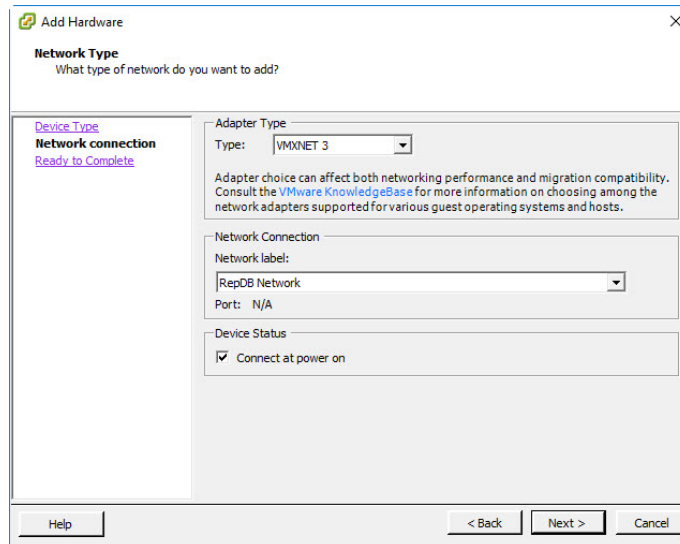 Add Hardware
Network Type
What type of network do you want to add?
Device Type
Network connection
Ready to Complete
Adapter Type
Type: VMXNET 3
Adapter choice can affect both networking performance and migration compatibility.
Consult the VMware KnowledgeBase for more information on choosing among the
network adapters supported for various guest operating systems and hosts.
Network Connection
Network label:
RepDB Network
Port: N/A
Device Status
Connect at power on
Help
< Back
Next >
Cancel